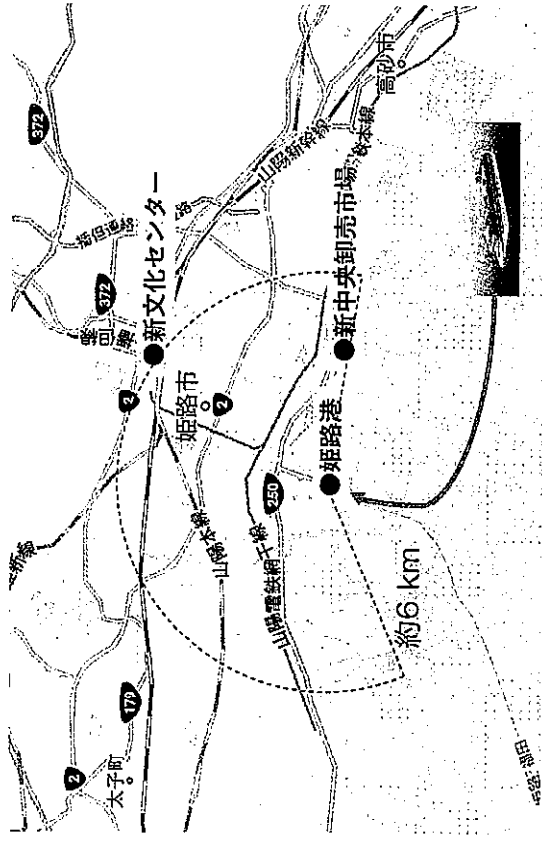 372
372
新文化センター
2
姫路市
2
山陽新幹線
高砂市
新中央卸売市場
姫路港
250
山陽本線
山陽電鉄網干線
約6 km
179
2
太子町